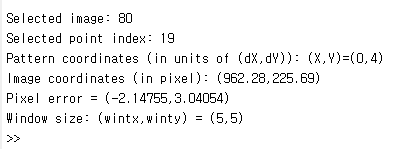 Selected image: 80
Selected point index: 19
Pattern coordinates (in units of (dX,dY)): (X,Y)=(0,4)
Image coordinates (in pixel): (962.28,225.69)
Pixel error = (-2.14755,3.04054)
Window size: (wintx,winty) = (5,5)
>>